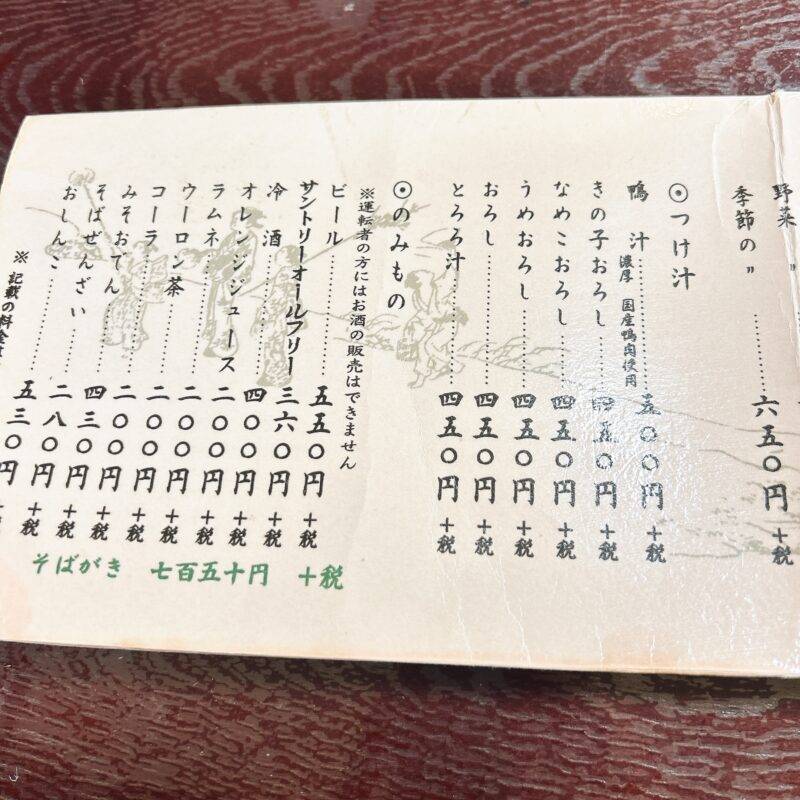 野菜〃
季節の〃……六五〇円+税
◉つけ汁
鴨汁……五〇〇円+税
濃厚 国産鴨肉使用
きの子おろし……四五〇円+税
なめこおろし……四五〇円+税
うめおろし……四五〇円+税
おろし……四五〇円+税
とろろ汁……四五〇円+税
◉のみもの
※運転者の方にはお酒の販売はできません
ビール……五五〇円+税
サントリーオールフリー 三六〇円+税
冷酒……四〇〇円+税
オレンジジュース 二〇〇円+税
ラムネ……二〇〇円+税
ウーロン茶……二〇〇円+税
コーラ……二〇〇円+税
みそおでん……四三〇円+税
そばぜんざい……二八〇円+税
おしんこ……五三〇円+税
※記載の料金は
そばがき 七百五十円 +税